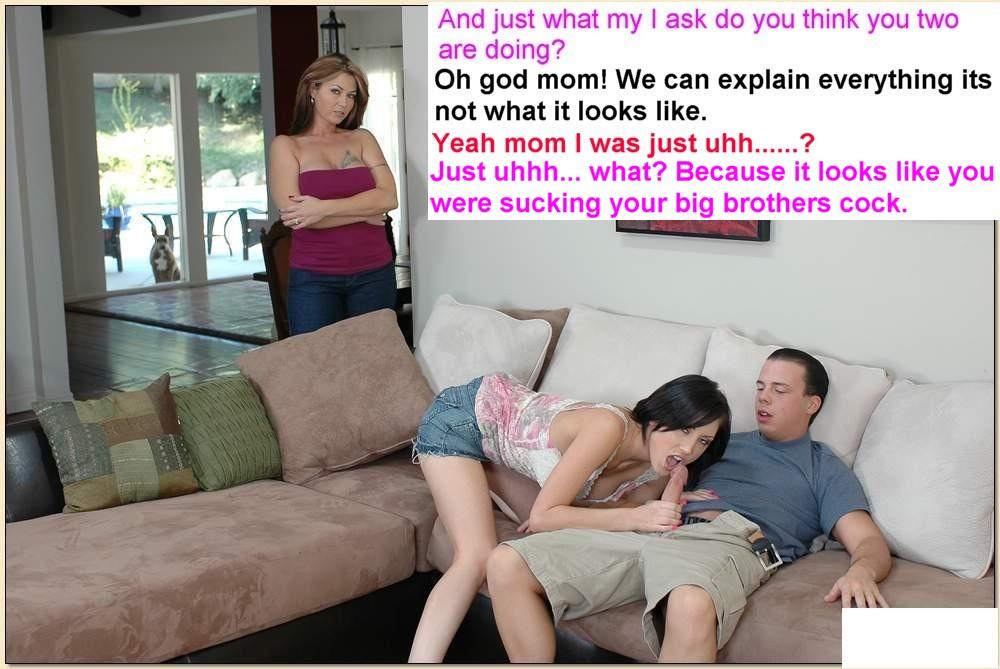 And just what my I ask do you think you two
are doing?
Oh god mom! We can explain everything its
not what it looks like.
Yeah mom I was just uhh......?
Just uhhh... what? Because it looks like you
were sucking your big brothers cock.